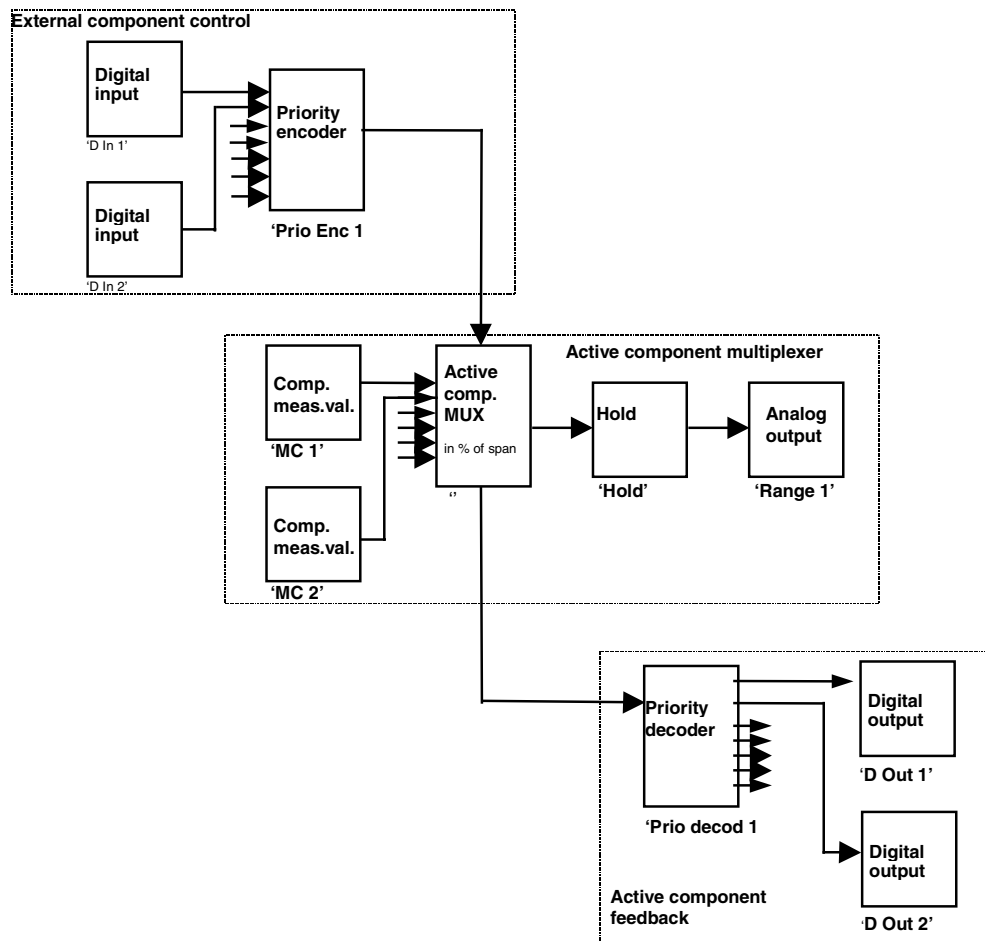 External component control
Digital
input
‘D In 1’
Priority
encoder
‘Prio Enc 1
Digital
input
‘D In 2’
Active component multiplexer
Comp.
meas.val.
‘MC 1’
Active
comp.
MUX
in % of span
‘’
Hold
‘Hold’
Analog
output
‘Range 1’
Comp.
meas.val.
‘MC 2’
Priority
decoder
‘Prio decod 1
Digital
output
‘D Out 1’
Digital
output
‘D Out 2’
Active component
feedback